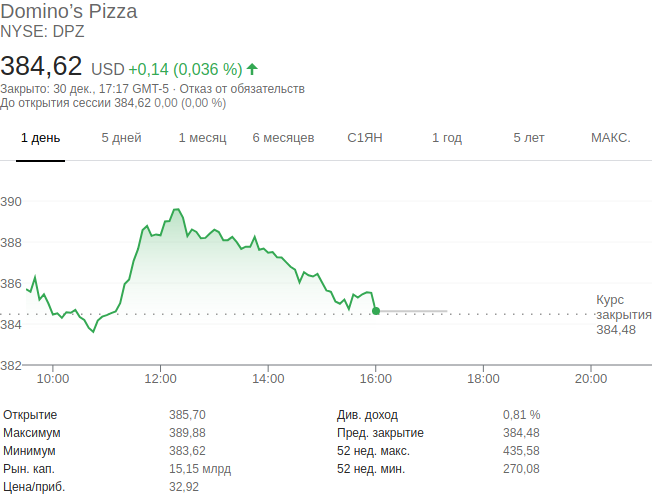 Domino’s Pizza
NYSE: DPZ
384,62 USD +0,14 (0,036 %)
Закрыто: 30 дек., 17:17 GMT-5 · Отказ от обязательств
До открытия сессии 384,62 0,00 (0,00 %)
1 день 5 дней 1 месяц 6 месяцев С1ЯН 1 год 5 лет МАКС.
390
388
386
Курс
закрытия
384,48
384
382
10:00 12:00 14:00 16:00 18:00 20:00
Открытие 385,70 Див. доход 0,81 %
Максимум 389,88 Пред. закрытие 384,48
Минимум 383,62 52 нед. макс. 435,58
Рын. кап. 15,15 млрд 52 нед. мин. 270,08
Цена/приб. 32,92